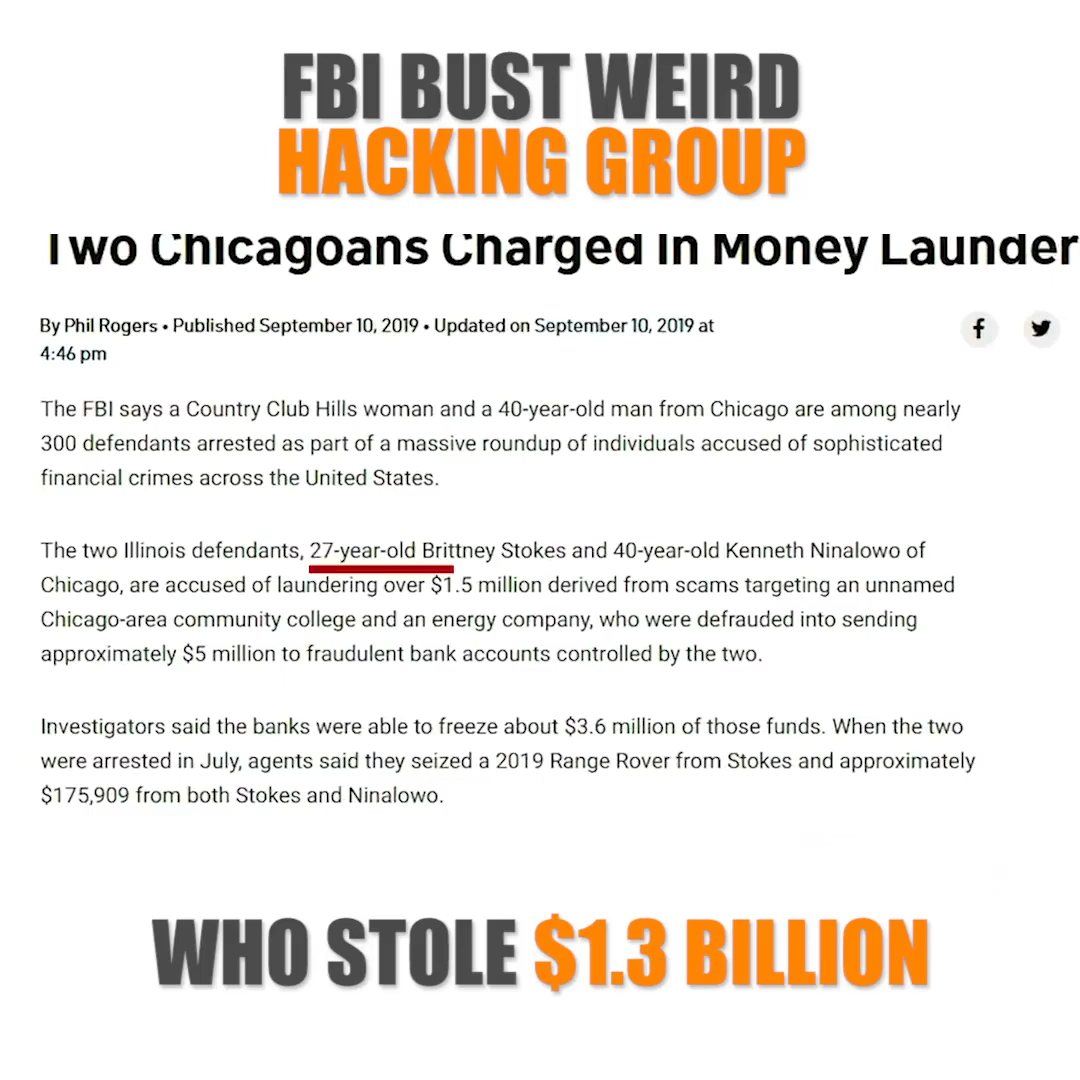 FBI BUST WEIRD
HACKING GROUP
Two Chicagoans Charged In Money Launder
By Phil Rogers • Published September 10, 2019 • Updated on September 10, 2019 at
4:46 pm
The FBI says a Country Club Hills woman and a 40-year-old man from Chicago are among nearly
300 defendants arrested as part of a massive roundup of individuals accused of sophisticated
financial crimes across the United States.
The two Illinois defendants, 27-year-old Brittney Stokes and 40-year-old Kenneth Ninalowo of
Chicago, are accused of laundering over $1.5 million derived from scams targeting an unnamed
Chicago-area community college and an energy company, who were defrauded into sending
approximately $5 million to fraudulent bank accounts controlled by the two.
Investigators said the banks were able to freeze about $3.6 million of those funds. When the two
were arrested in July, agents said they seized a 2019 Range Rover from Stokes and approximately
$175,909 from both Stokes and Ninalowo.
WHO STOLE $1.3 BILLION